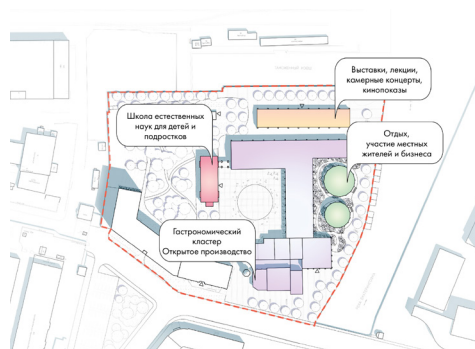 Выставки, лекции,
камерные концерты,
кинопоказы
Школа естественных
наук для детей и
подростков
Отдых,
участие местных
жителей и бизнеса
Гастрономический
кластер
Открытое производство